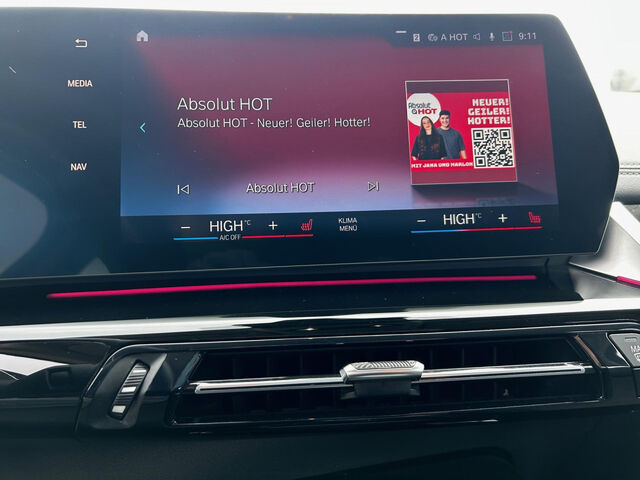 2 A HOT 9:11
MEDIA
TEL
NAV
Absolut HOT
Absolut HOT - Neuer! Geiler! Hotter!
Absolut
HOT
NEUER!
GEILER!
HOTTER!
MIT JANA UND MARLON
Absolut HOT
- HIGH °C +
A/C OFF
KLIMA
MENÜ
- HIGH °C +